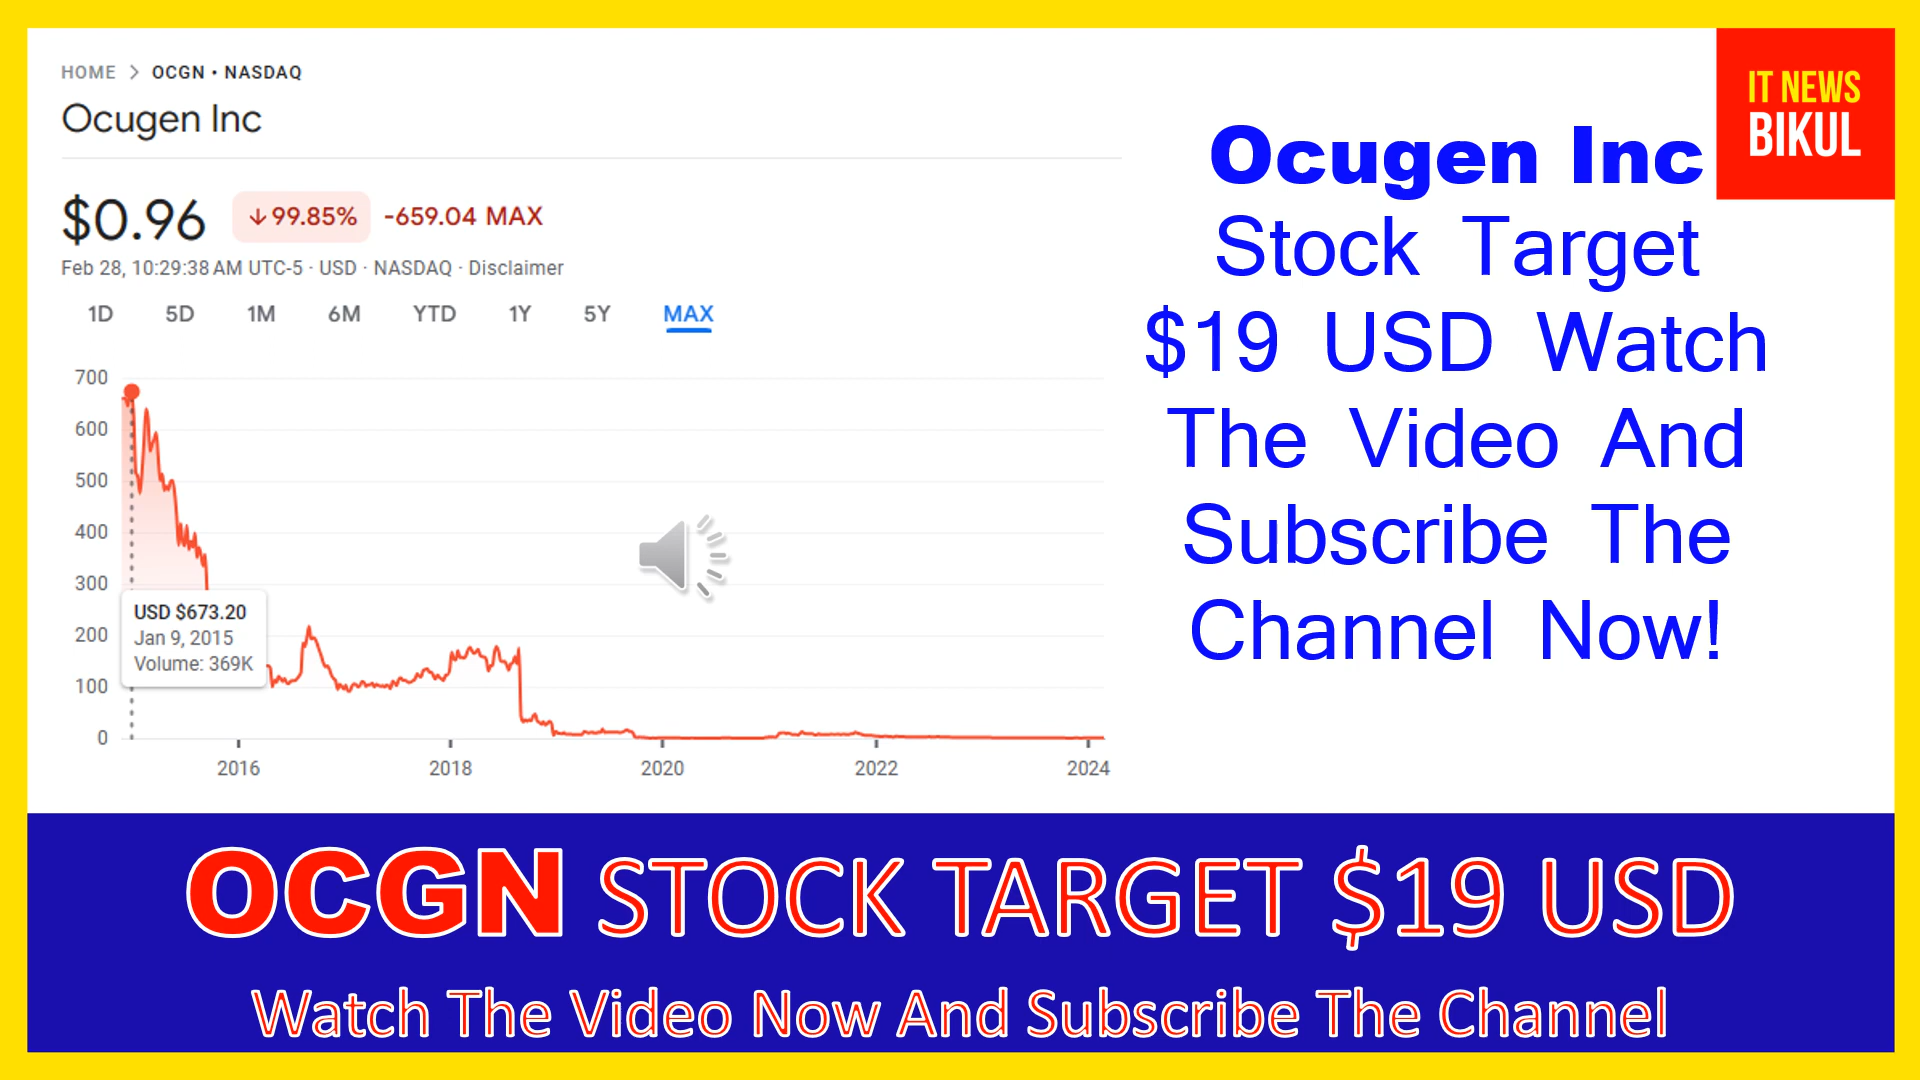 HOME > OCGN • NASDAQ
Ocugen Inc
$0.96 ↓99.85% -659.04 MAX
Feb 28, 10:29:38 AM UTC-5 · USD · NASDAQ · Disclaimer
1D 5D 1M 6M YTD 1Y 5Y MAX
700
600
500
400
300
200
100
0
USD $673.20
Jan 9, 2015
Volume: 369K
2016 2018 2020 2022 2024
IT NEWS
BIKUL
Ocugen Inc
Stock Target
$19 USD Watch
The Video And
Subscribe The
Channel Now!
OCGN STOCK TARGET $19 USD
Watch The Video Now And Subscribe The Channel